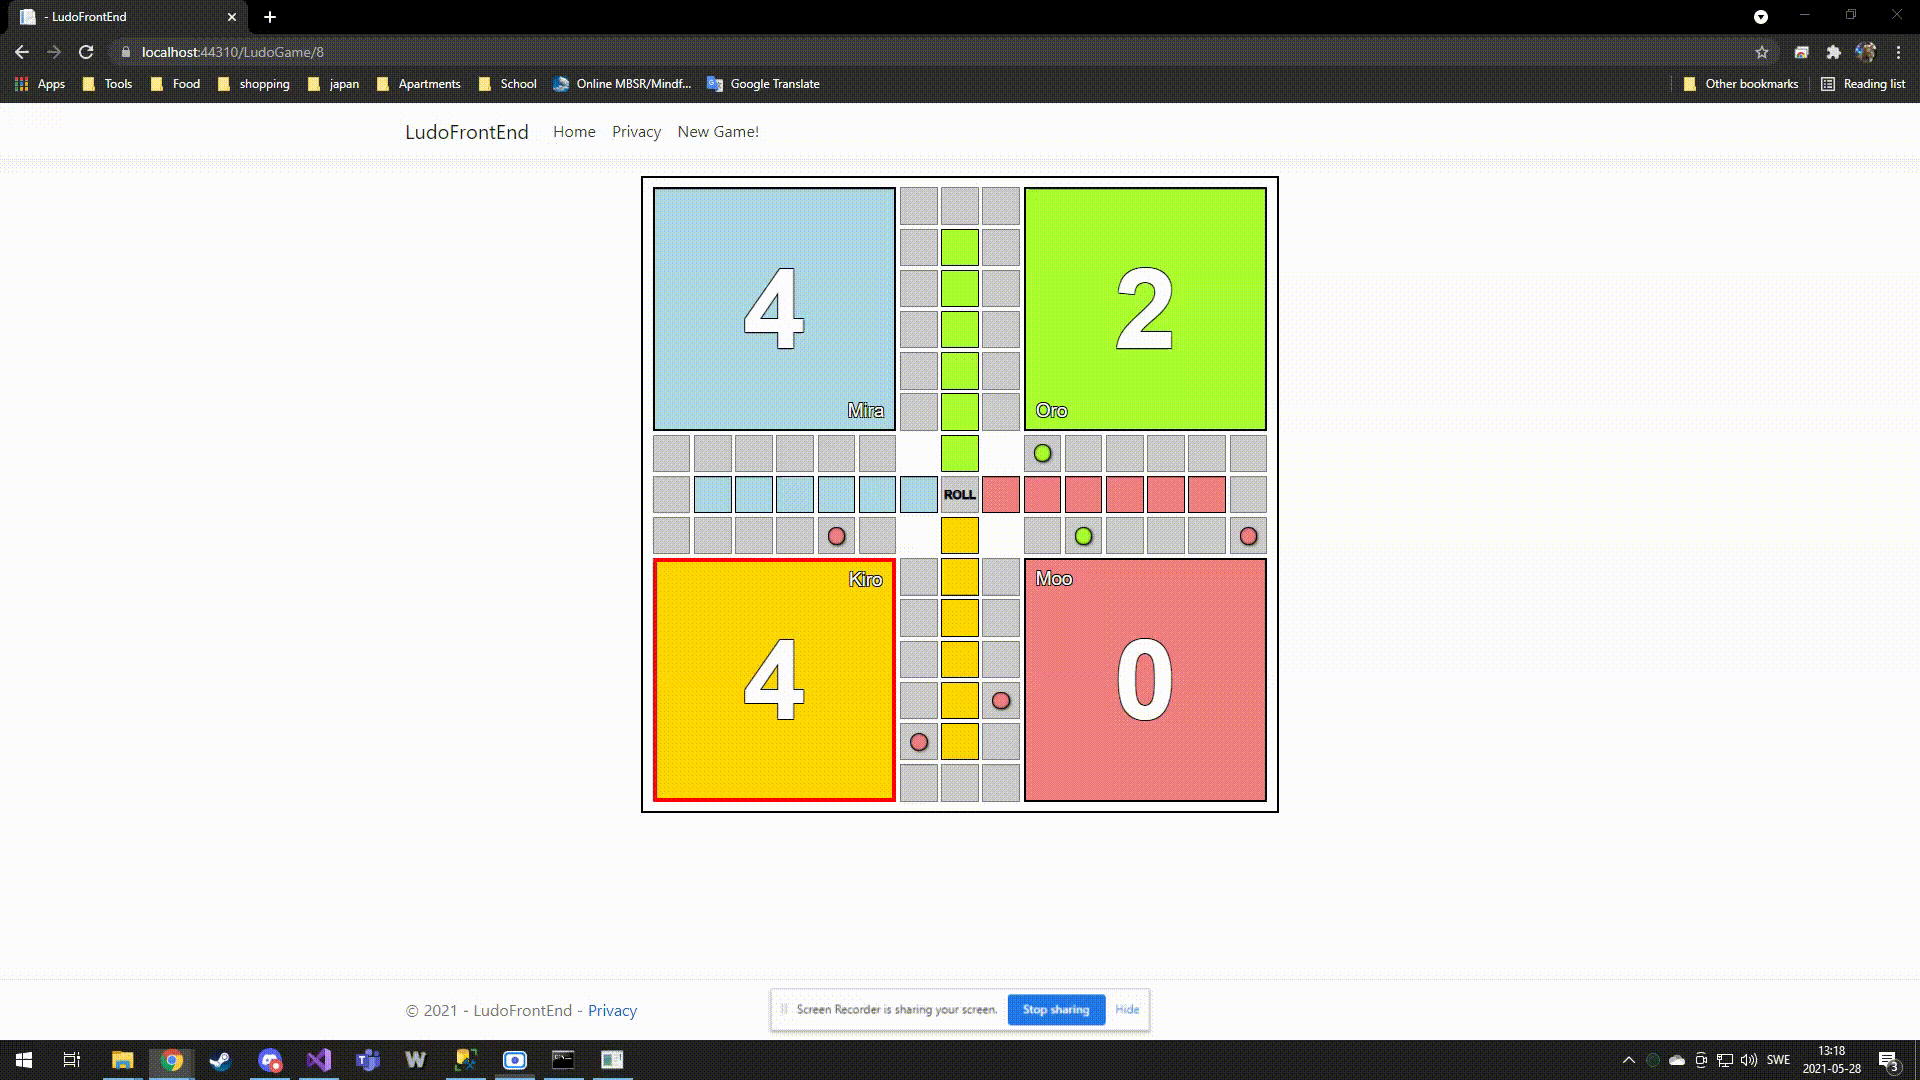 - LudoFrontEnd
localhost:44310/LudoGame/8
Apps Tools Food shopping japan Apartments School Online MBSR/Mindf... Google Translate Other bookmarks Reading list
LudoFrontEnd Home Privacy New Game!
4 2
Mira Oro
ROLL
Kiro Moo
4 0
© 2021 - LudoFrontEnd - Privacy
Screen Recorder is sharing your screen. Stop sharing Hide
SWE 13:18
2021-05-28
3